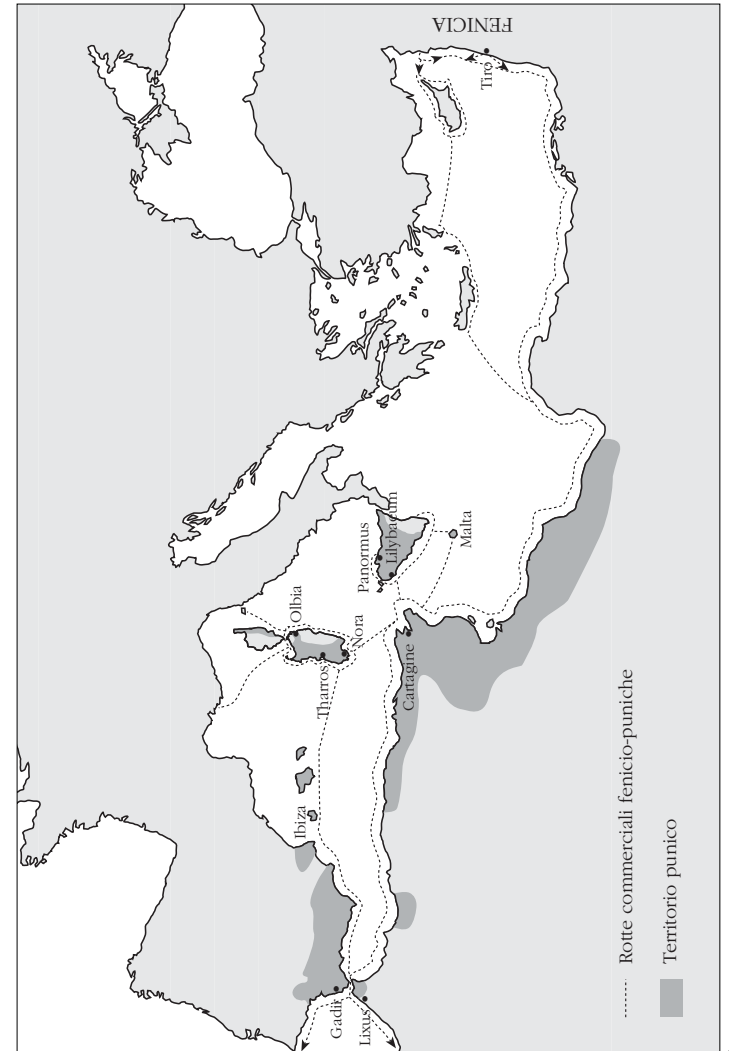 FENICIA
Tiro
Olbia
Panormus
Lilybaeum
Malta
Nora
Tharros
Cartagine
Ibiza
Gadir
Lixus
Rotte commerciali fenicio-puniche
Territorio punico